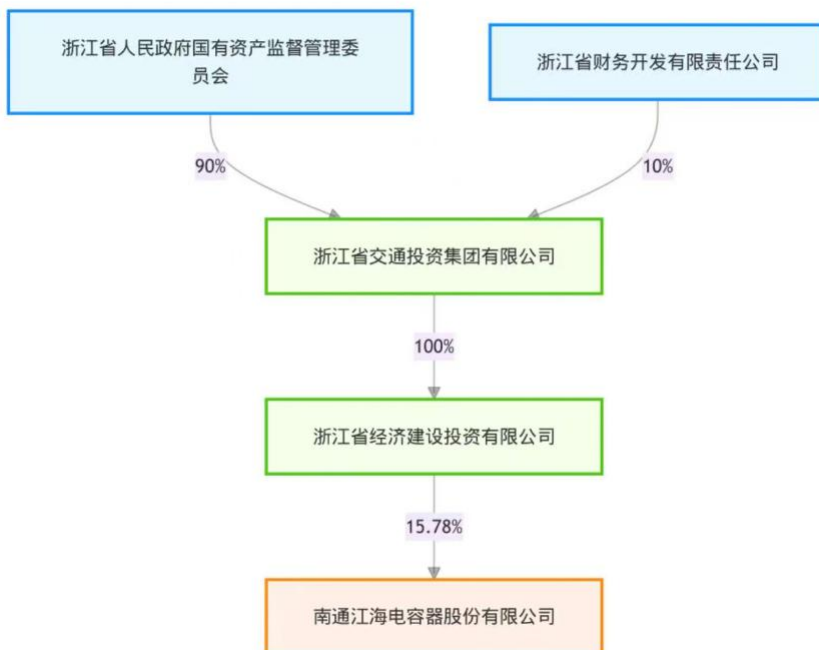 浙江省人民政府国有资产监督管理委
员会
浙江省财务开发有限责任公司
90%
10%
浙江省交通投资集团有限公司
100%
浙江省经济建设投资有限公司
15.78%
南通江海电容器股份有限公司